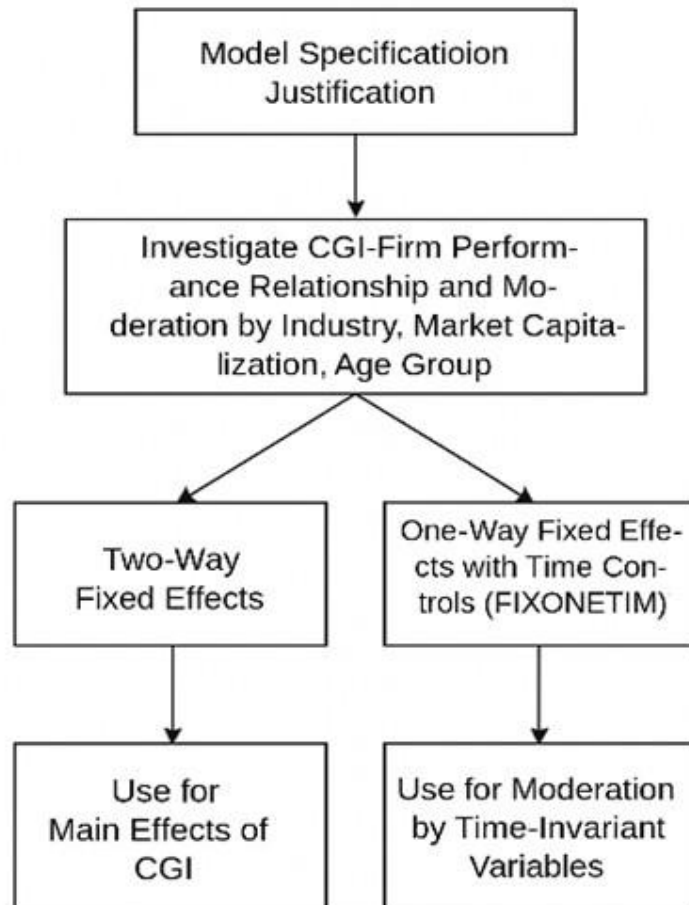 Model Specificatioion
Justification
Investigate CGI-Firm Perform-
ance Relationship and Mo-
deration by Industry, Market Capita-
lization, Age Group
Two-Way
Fixed Effects
One-Way Fixed Effe-
cts with Time Con-
trols (FIXONETIM)
Use for
Main Effects of
CGI
Use for Moderation
by Time-Invariant
Variables